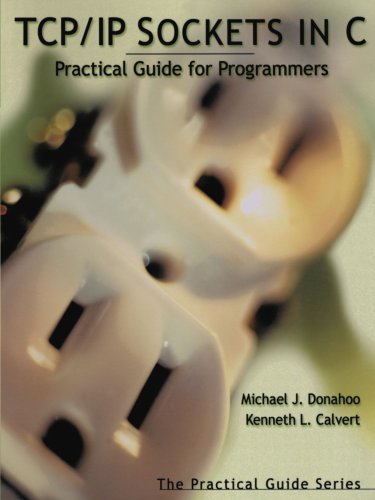 TCP/IP SOCKETS IN C
Practical Guide for Programmers
Michael J. Donahoo
Kenneth L. Calvert
The Practical Guide Series